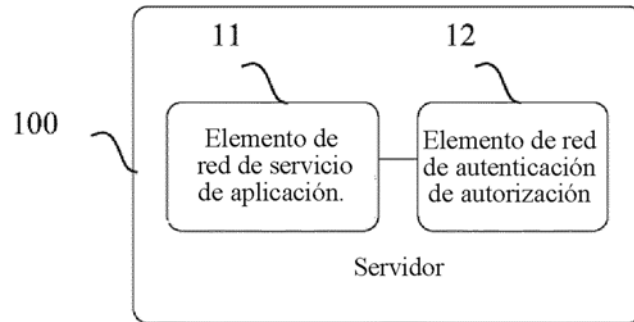 11
12
100
Elemento de
red de servicio
de aplicación.
Elemento de red
de autenticación
de autorización
Servidor